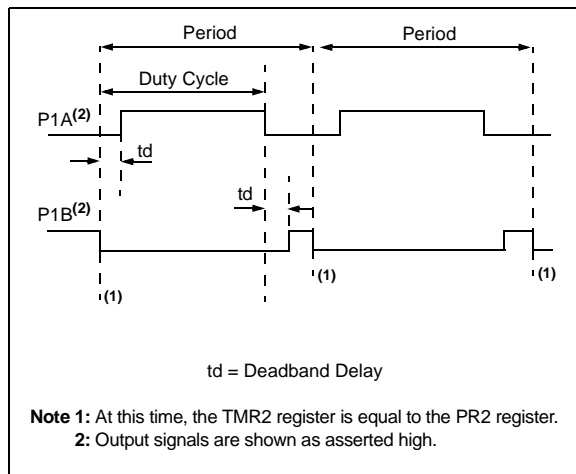 Period Period
Duty Cycle
P1A(2)
td
td
P1B(2)
(1) (1) (1)
td = Deadband Delay
Note 1: At this time, the TMR2 register is equal to the PR2 register.
2: Output signals are shown as asserted high.